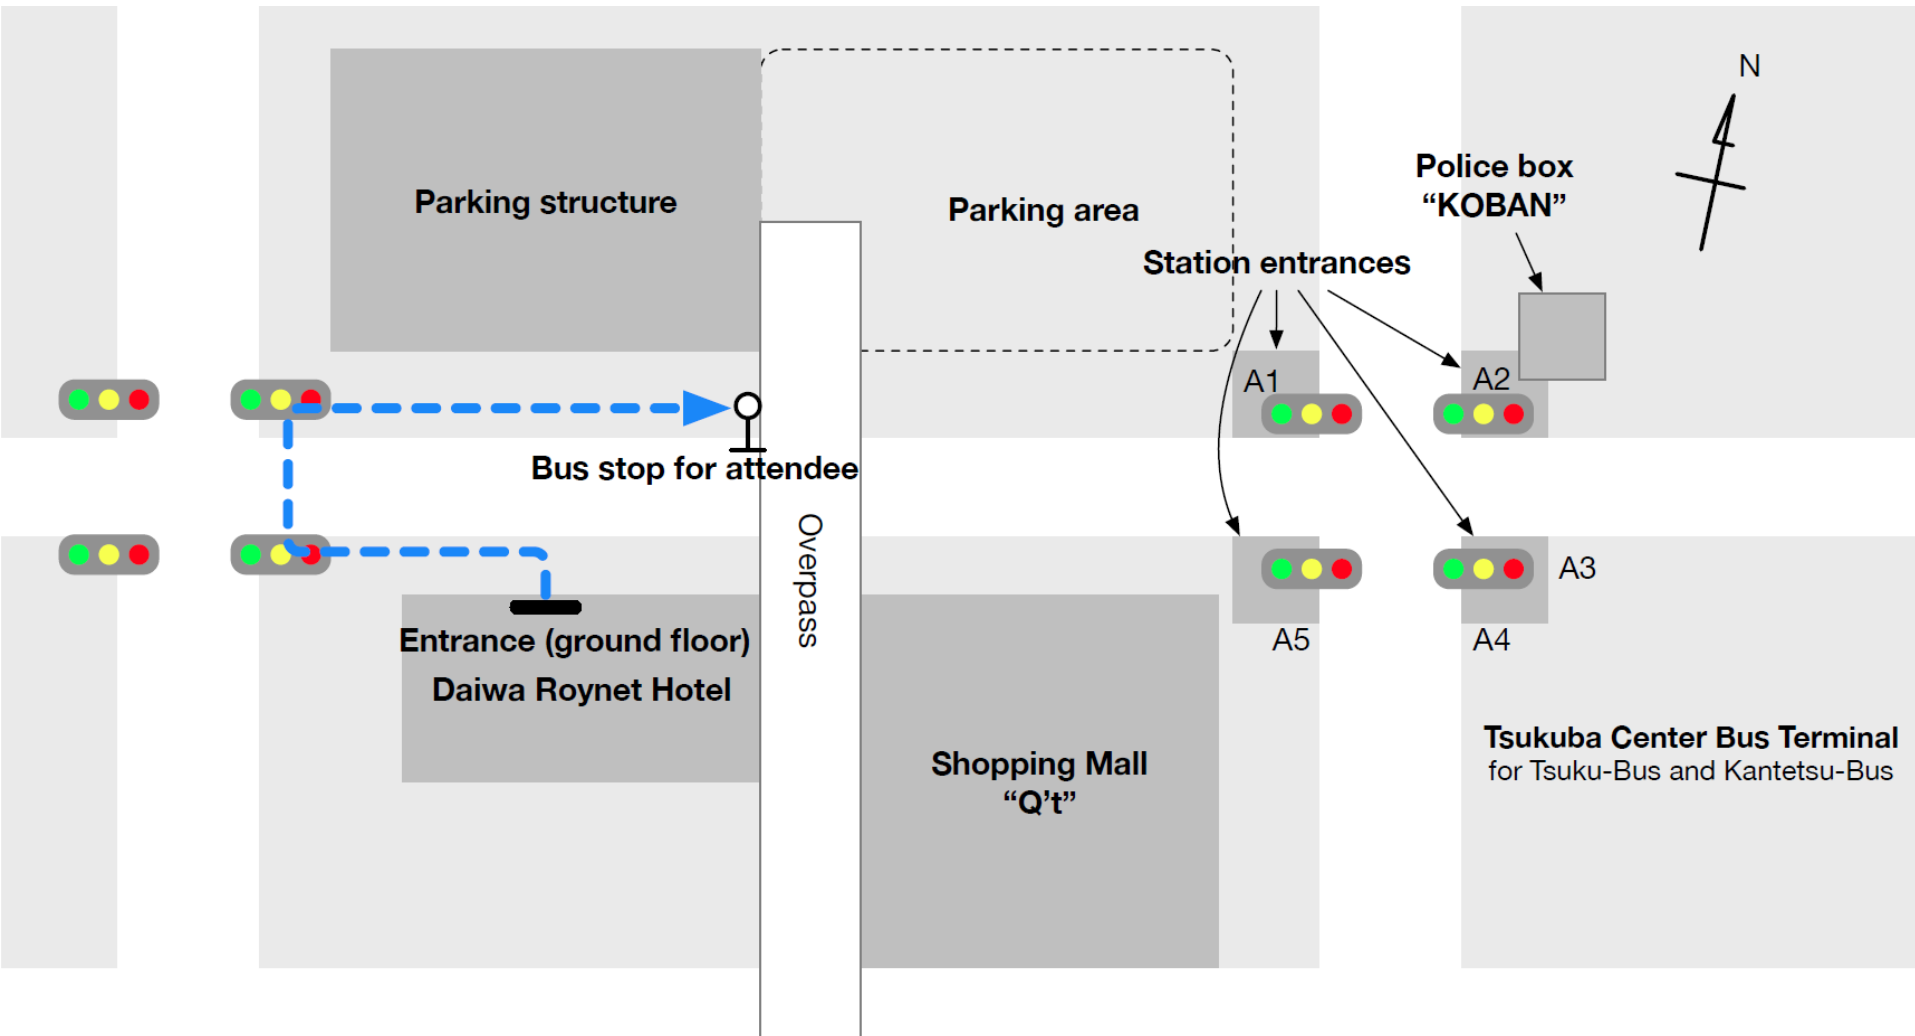 N
Police box
“KOBAN”
Parking structure
Parking area
Station entrances
A1
A2
Bus stop for attendee
Overpass
A3
A5
A4
Entrance (ground floor)
Daiwa Roynet Hotel
Shopping Mall
“Q’t”
Tsukuba Center Bus Terminal
for Tsuku-Bus and Kantetsu-Bus